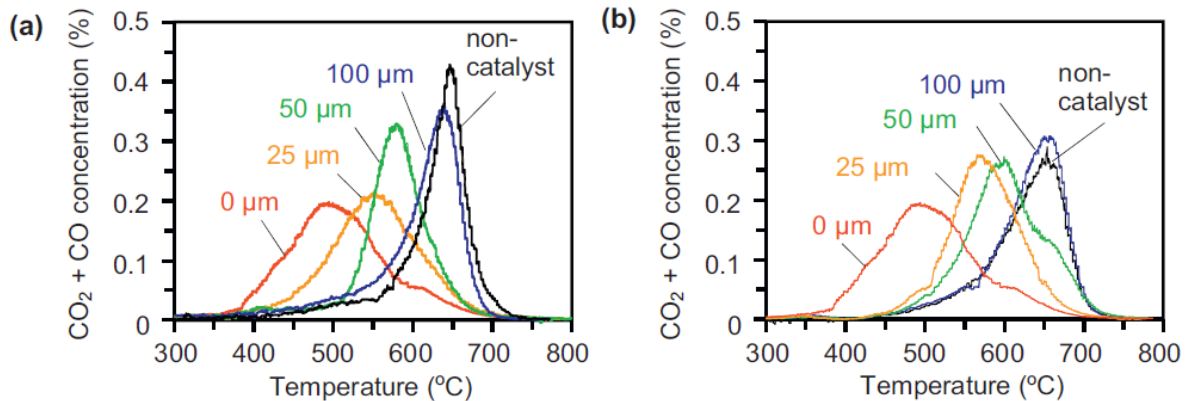 (a)
CO₂ + CO concentration (%)
0.5
0.4
0.3
0.2
0.1
0
non-
catalyst
100 µm
50 µm
25 µm
0 µm
300 400 500 600 700 800
Temperature (ºC)
(b)
CO₂ + CO concentration (%)
0.5
0.4
0.3
0.2
0.1
0
non-
catalyst
100 µm
50 µm
25 µm
0 µm
300 400 500 600 700 800
Temperature (ºC)